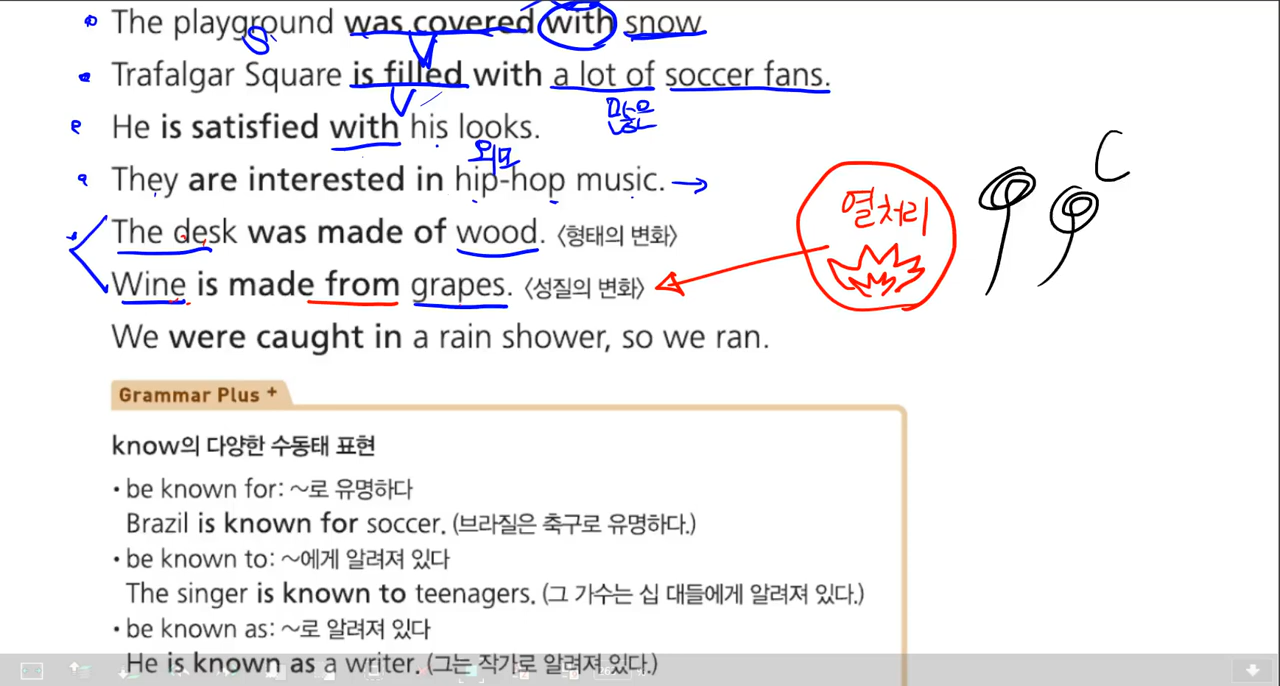 The playground was covered with snow
Trafalgar Square is filled with a lot of soccer fans.
많은
He is satisfied with his looks.
외모
They are interested in hip-hop music.
열처리
The desk was made of wood. 〈형태의 변화〉
Wine is made from grapes. 〈성질의 변화〉
We were caught in a rain shower, so we ran.
Grammar Plus +
know의 다양한 수동태 표현
• be known for: ~로 유명하다
Brazil is known for soccer. (브라질은 축구로 유명하다.)
• be known to: ~에게 알려져 있다
The singer is known to teenagers. (그 가수는 십 대들에게 알려져 있다.)
• be known as: ~로 알려져 있다
He is known as a writer. (그는 작가로 알려져 있다.)